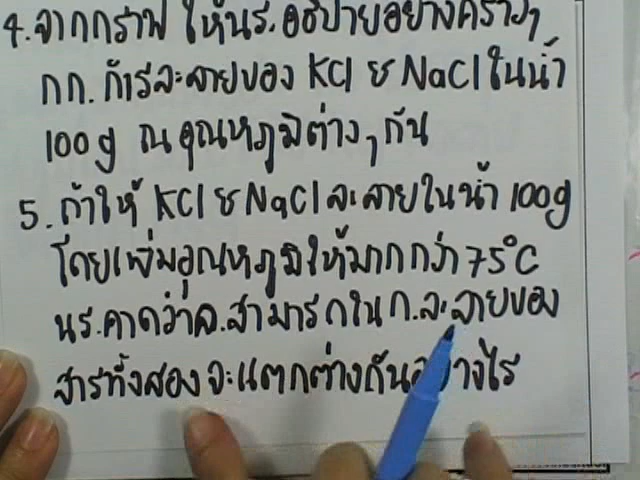 4. จากกราฟ ให้นร. อธิบายอย่างคร่าวๆ
กก. การละลายของ KCl & NaCl ในน้ำ
100 g ณ อุณหภูมิต่างๆ กัน
5. ถ้าให้ KCl & NaCl ละลายในน้ำ 100 g
โดยเพิ่มอุณหภูมิให้มากกว่า 75°C
นร. คาดว่าค. สามารถใน ก. ละลายของ
สารทั้งสองจะแตกต่างกันอย่างไร